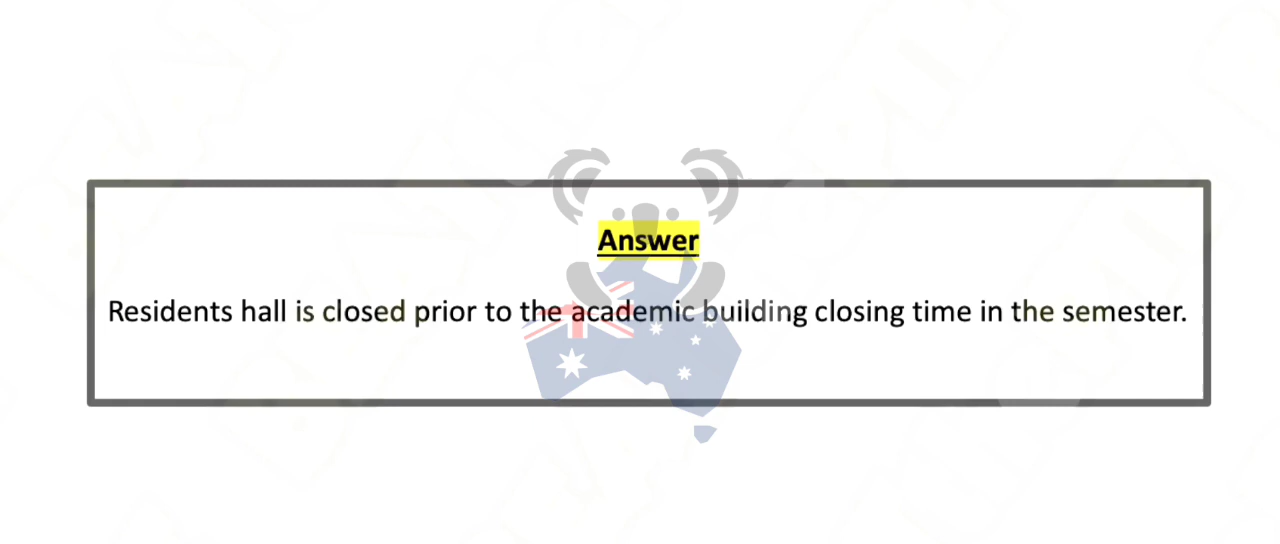 Answer
Residents hall is closed prior to the academic building closing time in the semester.